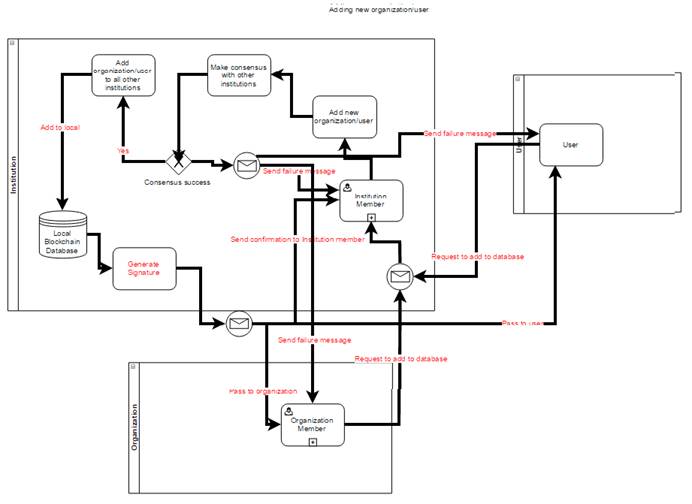 Adding new organization/user
Add
organization/user
to all other
institutions
Make consensus
with other
institutions
Add new
organization/user
Add to local
Yes
Consensus success
Send failure message
Send failure message
User
User
Institution
Institution
Member
Local
Blockchain
Database
Generate
Signature
Send confirmation to Institution member
Request to add to database
Pass to user
Send failure message
Request to add to database
Pass to organization
Organization
Organization
Member